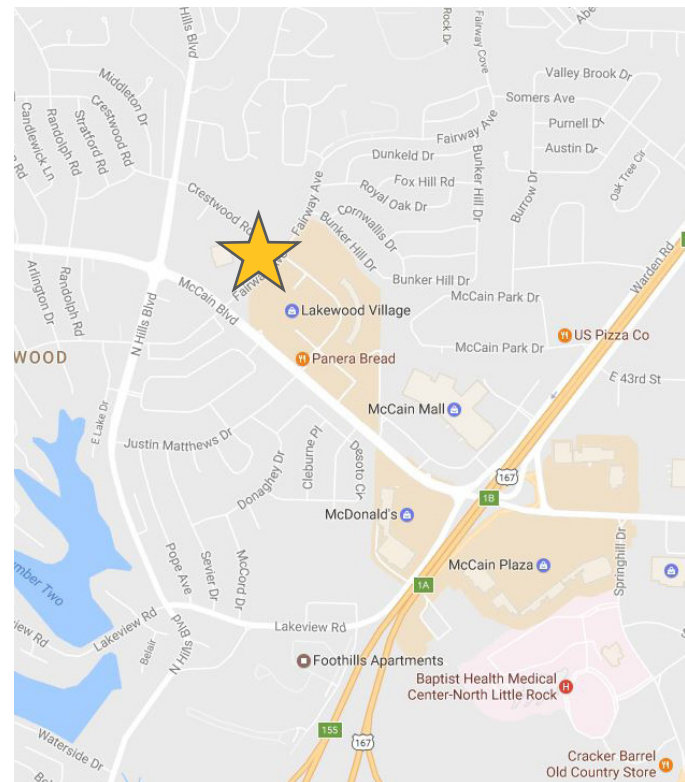 N Hills Blvd
Rock Dr
Fairway Cove
Abe
Middleton Dr
Valley Brook Dr
Crestwood Rd
Somers Ave
Stratford Rd
Randolph Rd
Candlewick Ln
n Rd
Fairway Ave
Purnell Dr
Dunkeld Dr
Austin Dr
Bunker Hill Dr
Fox Hill Rd
Royal Oak Dr
Burrow Dr
Oak Tree Cir
Crestwood Rd
Fairway Ave
Cornwallis Dr
Bunker Hill Dr
Warden Rd
Fairway Ave
Bunker Hill Dr
Arlington Dr
Randolph Rd
McCain Blvd
McCain Park Dr
N Hills Blvd
Lakewood Village
US Pizza Co
WOOD
Panera Bread
McCain Park Dr
E 43rd St
E Lake Dr
McCain Mall
Justin Matthews Dr
Donaghey Dr
Cleburne Pl
Desoto Cir
167
1B
McDonald's
McCain Plaza
Springhill Dr
Pope Ave
Sevier Dr
McCord Dr
1A
umber Two
Lakeview Rd
Lakeview Rd
view Rd
Belair
N Hills Blvd
Foothills Apartments
Baptist Health Medical
Center-North Little Rock
H
155
167
Waterside Dr
Cracker Barrel
Old Country Store